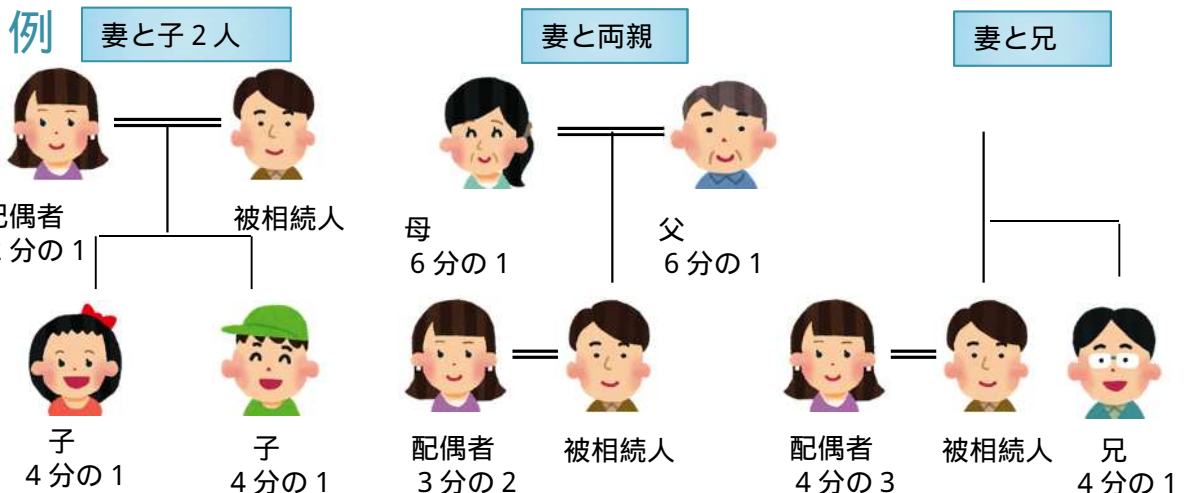 例
妻と子2人
配偶者
2分の1
被相続人
子
4分の1
子
4分の1
妻と両親
母
6分の1
父
6分の1
配偶者
3分の2
被相続人
妻と兄
配偶者
4分の3
被相続人
兄
4分の1